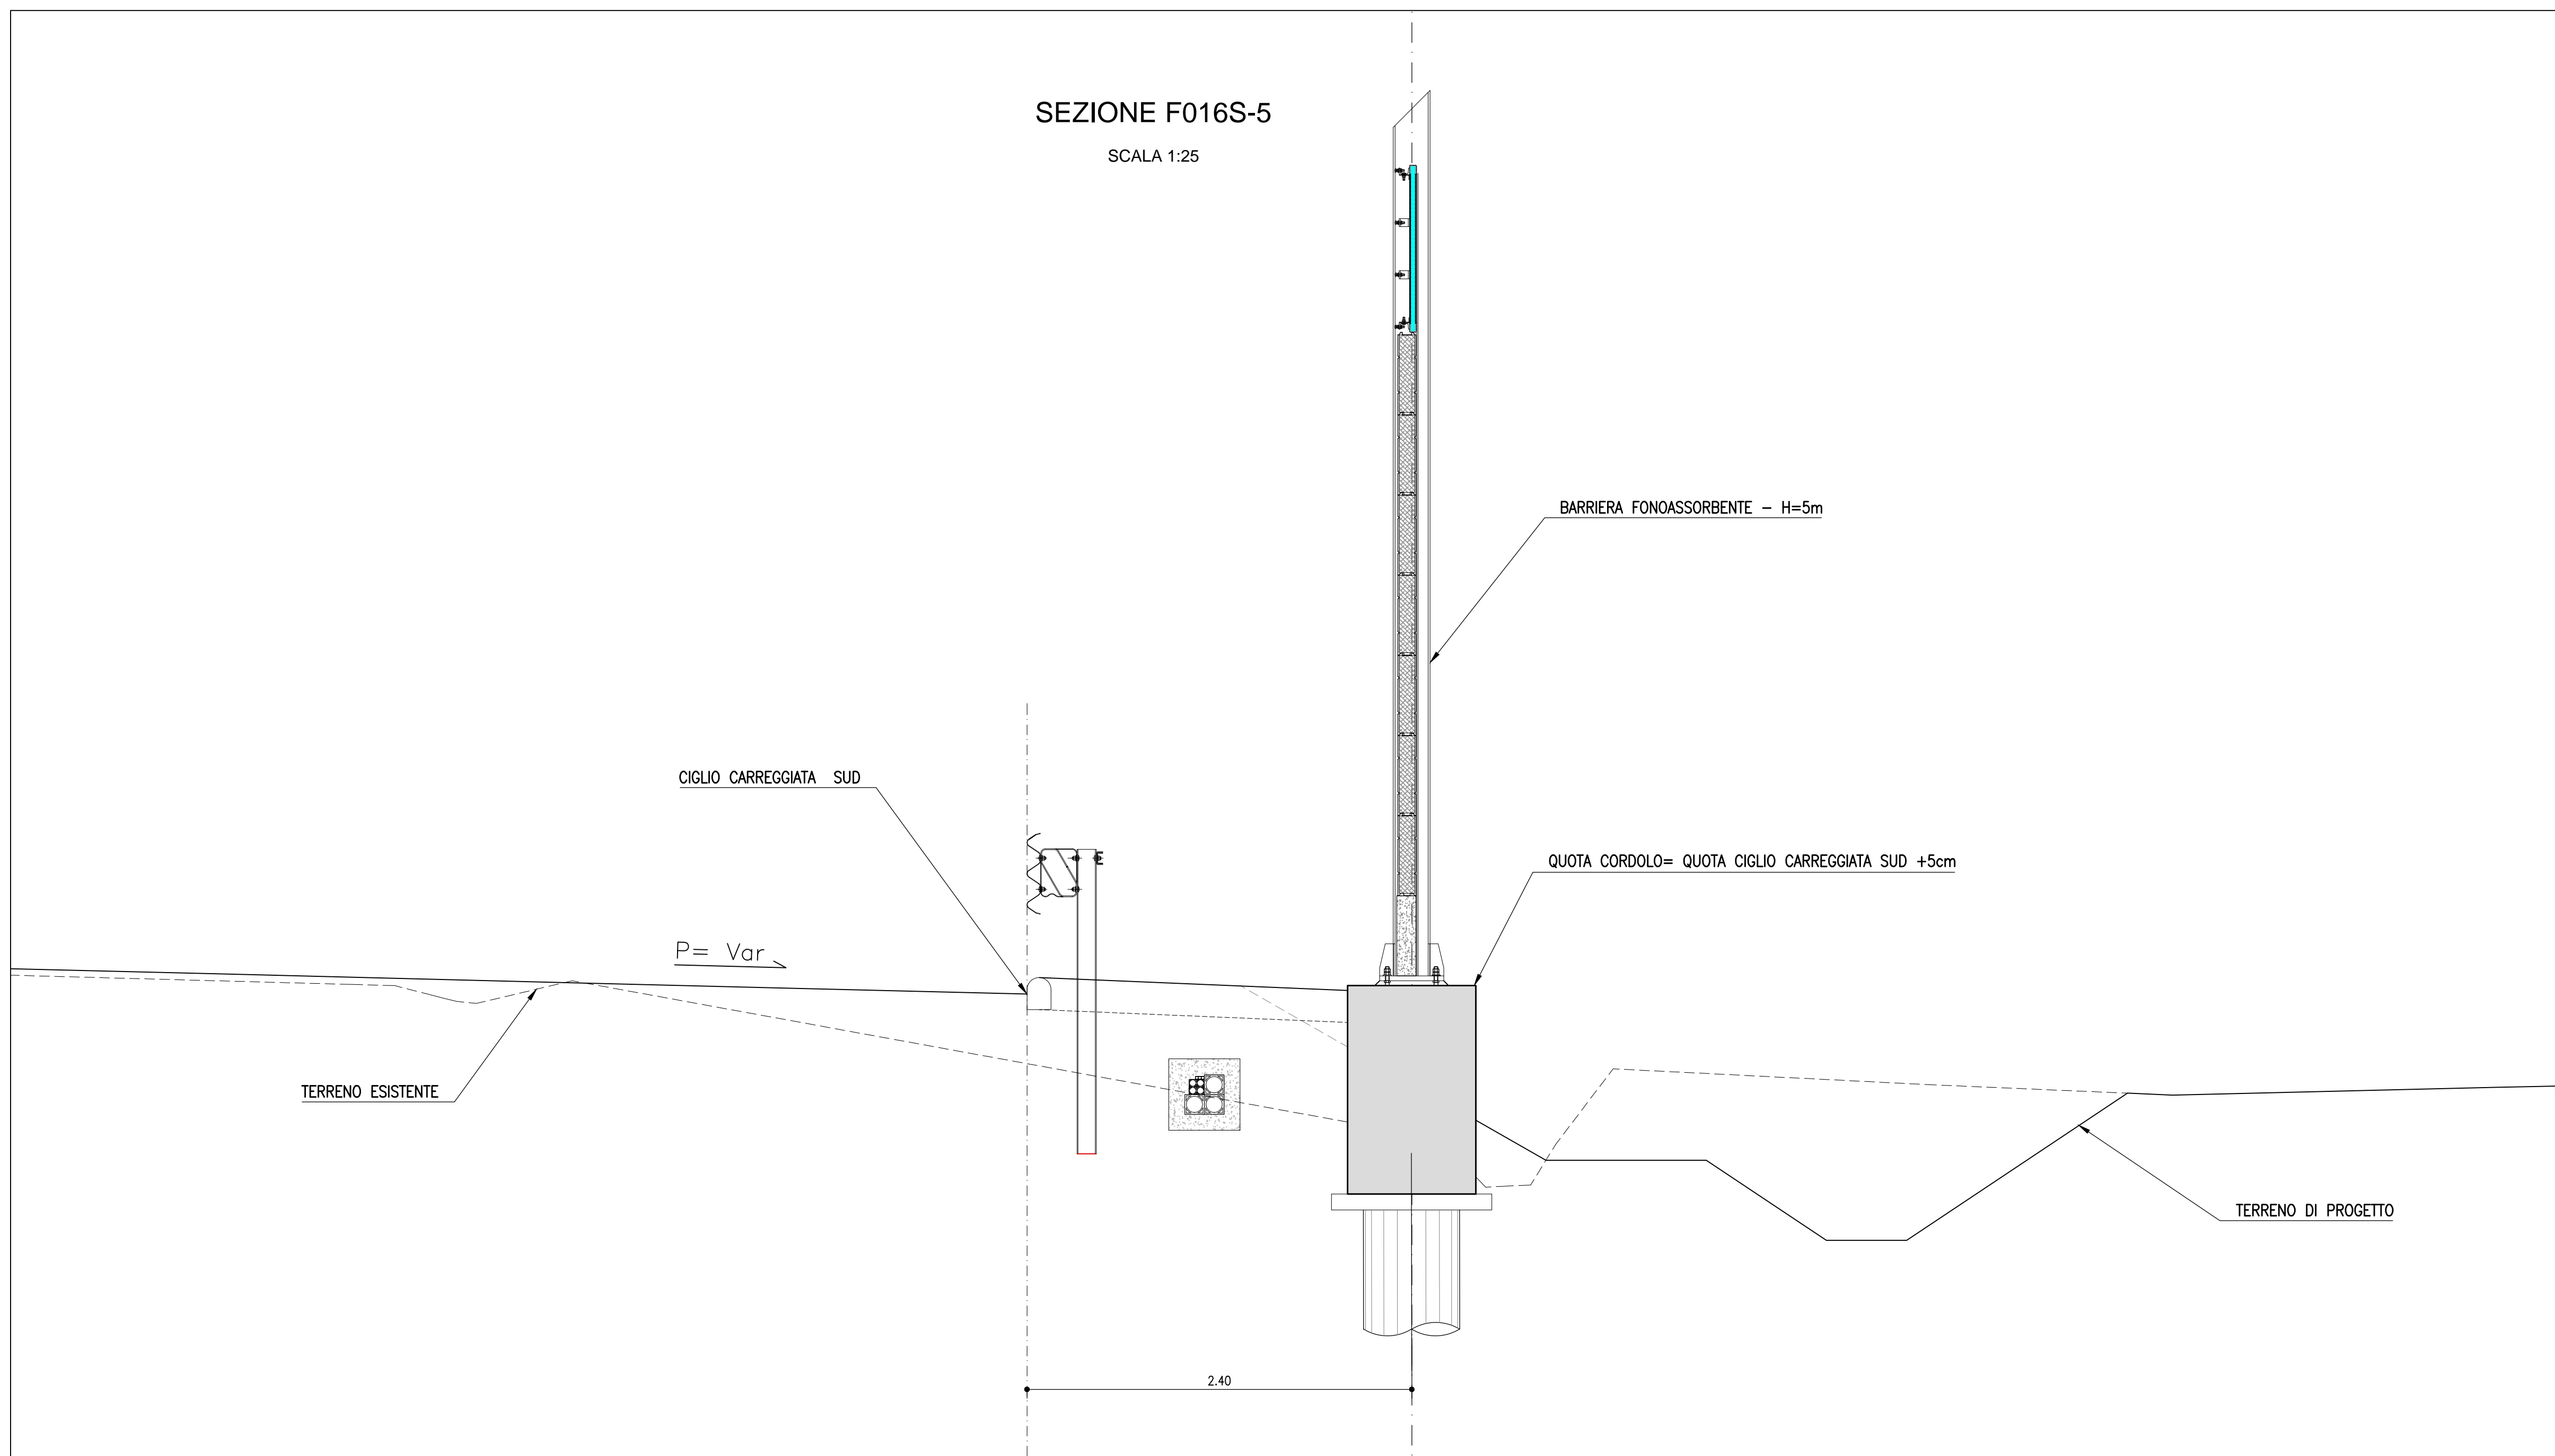 SEZIONE F016S-5
SCALA 1:25
BARRIERA FONOASSORBENTE - H=5m
CIGLIO CARREGGIATA SUD
QUOTA CORDOLO= QUOTA CIGLIO CARREGGIATA SUD +5cm
P= Var
TERRENO ESISTENTE
TERRENO DI PROGETTO
2.40